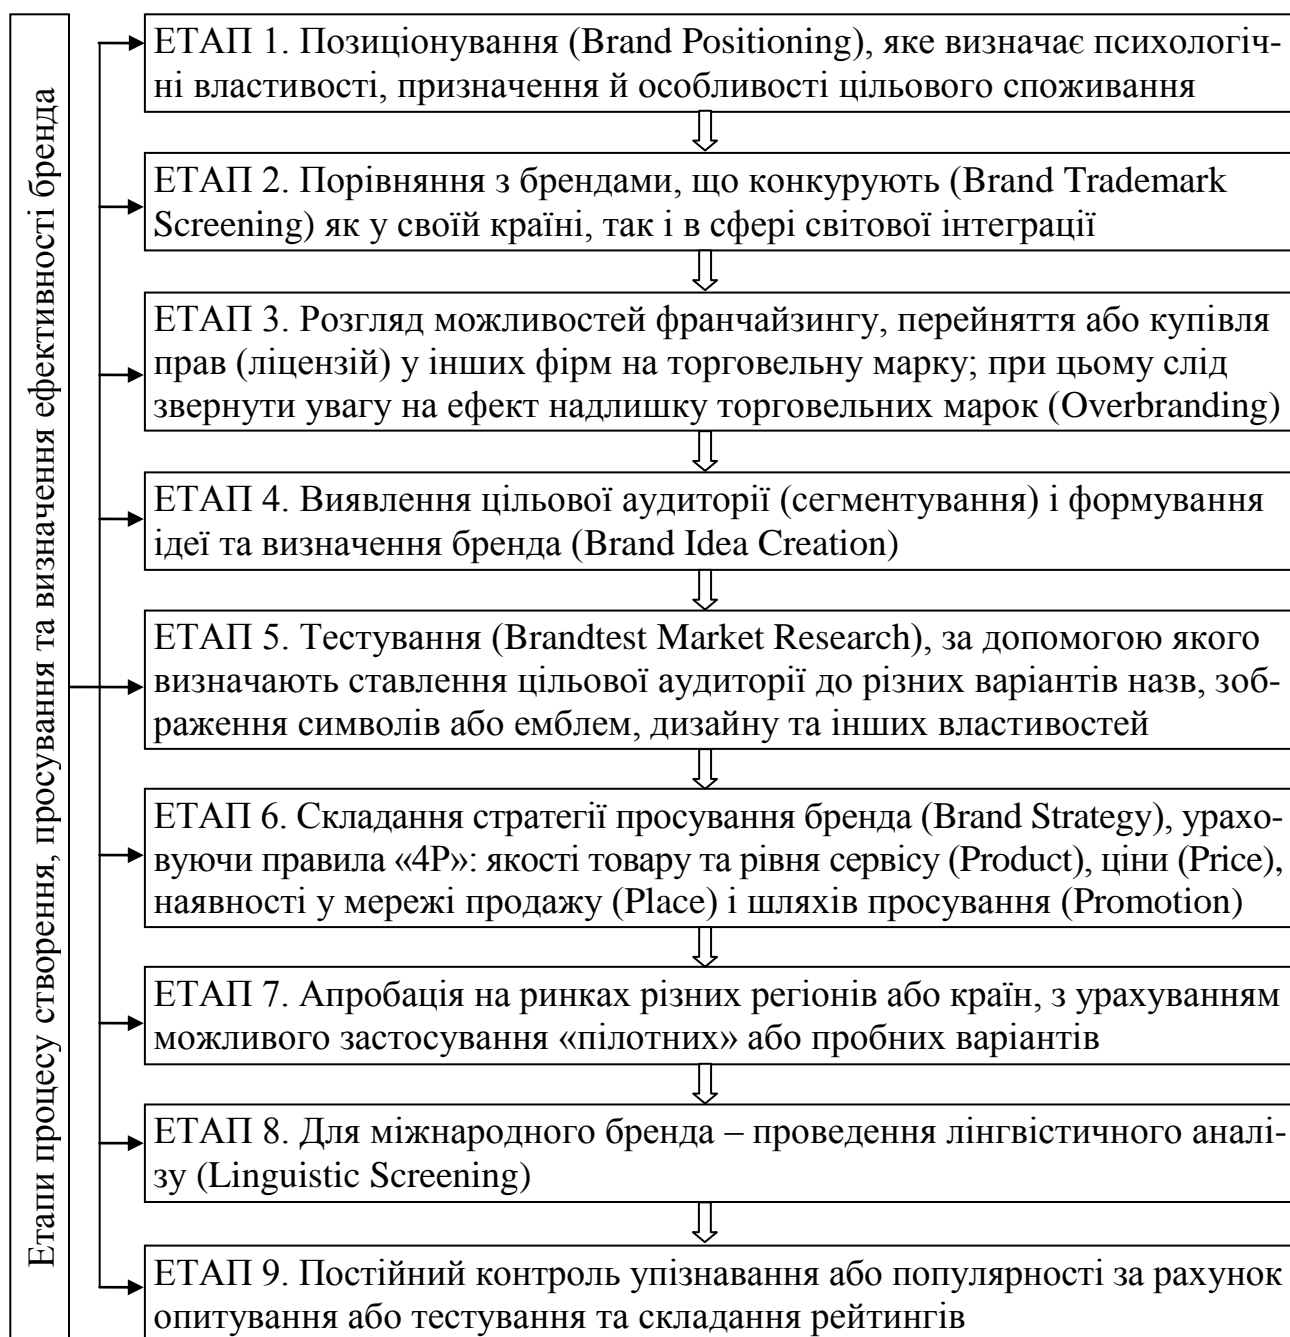 Етапи процесу створення, просування та визначення ефективності бренда
ЕТАП 1. Позиціонування (Brand Positioning), яке визначає психологіч-
ні властивості, призначення й особливості цільового споживання
ЕТАП 2. Порівняння з брендами, що конкурують (Brand Trademark
Screening) як у своїй країні, так і в сфері світової інтеграції
ЕТАП 3. Розгляд можливостей франчайзингу, перейняття або купівля
прав (ліцензій) у інших фірм на торговельну марку; при цьому слід
звернути увагу на ефект надлишку торговельних марок (Overbranding)
ЕТАП 4. Виявлення цільової аудиторії (сегментування) і формування
ідеї та визначення бренда (Brand Idea Creation)
ЕТАП 5. Тестування (Brandtest Market Research), за допомогою якого
визначають ставлення цільової аудиторії до різних варіантів назв, зоб-
раження символів або емблем, дизайну та інших властивостей
ЕТАП 6. Складання стратегії просування бренда (Brand Strategy), урахо-
вуючи правила «4Р»: якості товару та рівня сервісу (Product), ціни (Price),
наявності у мережі продажу (Place) і шляхів просування (Promotion)
ЕТАП 7. Апробація на ринках різних регіонів або країн, з урахуванням
можливого застосування «пілотних» або пробних варіантів
ЕТАП 8. Для міжнародного бренда – проведення лінгвістичного аналі-
зу (Linguistic Screening)
ЕТАП 9. Постійний контроль упізнавання або популярності за рахунок
опитування або тестування та складання рейтингів